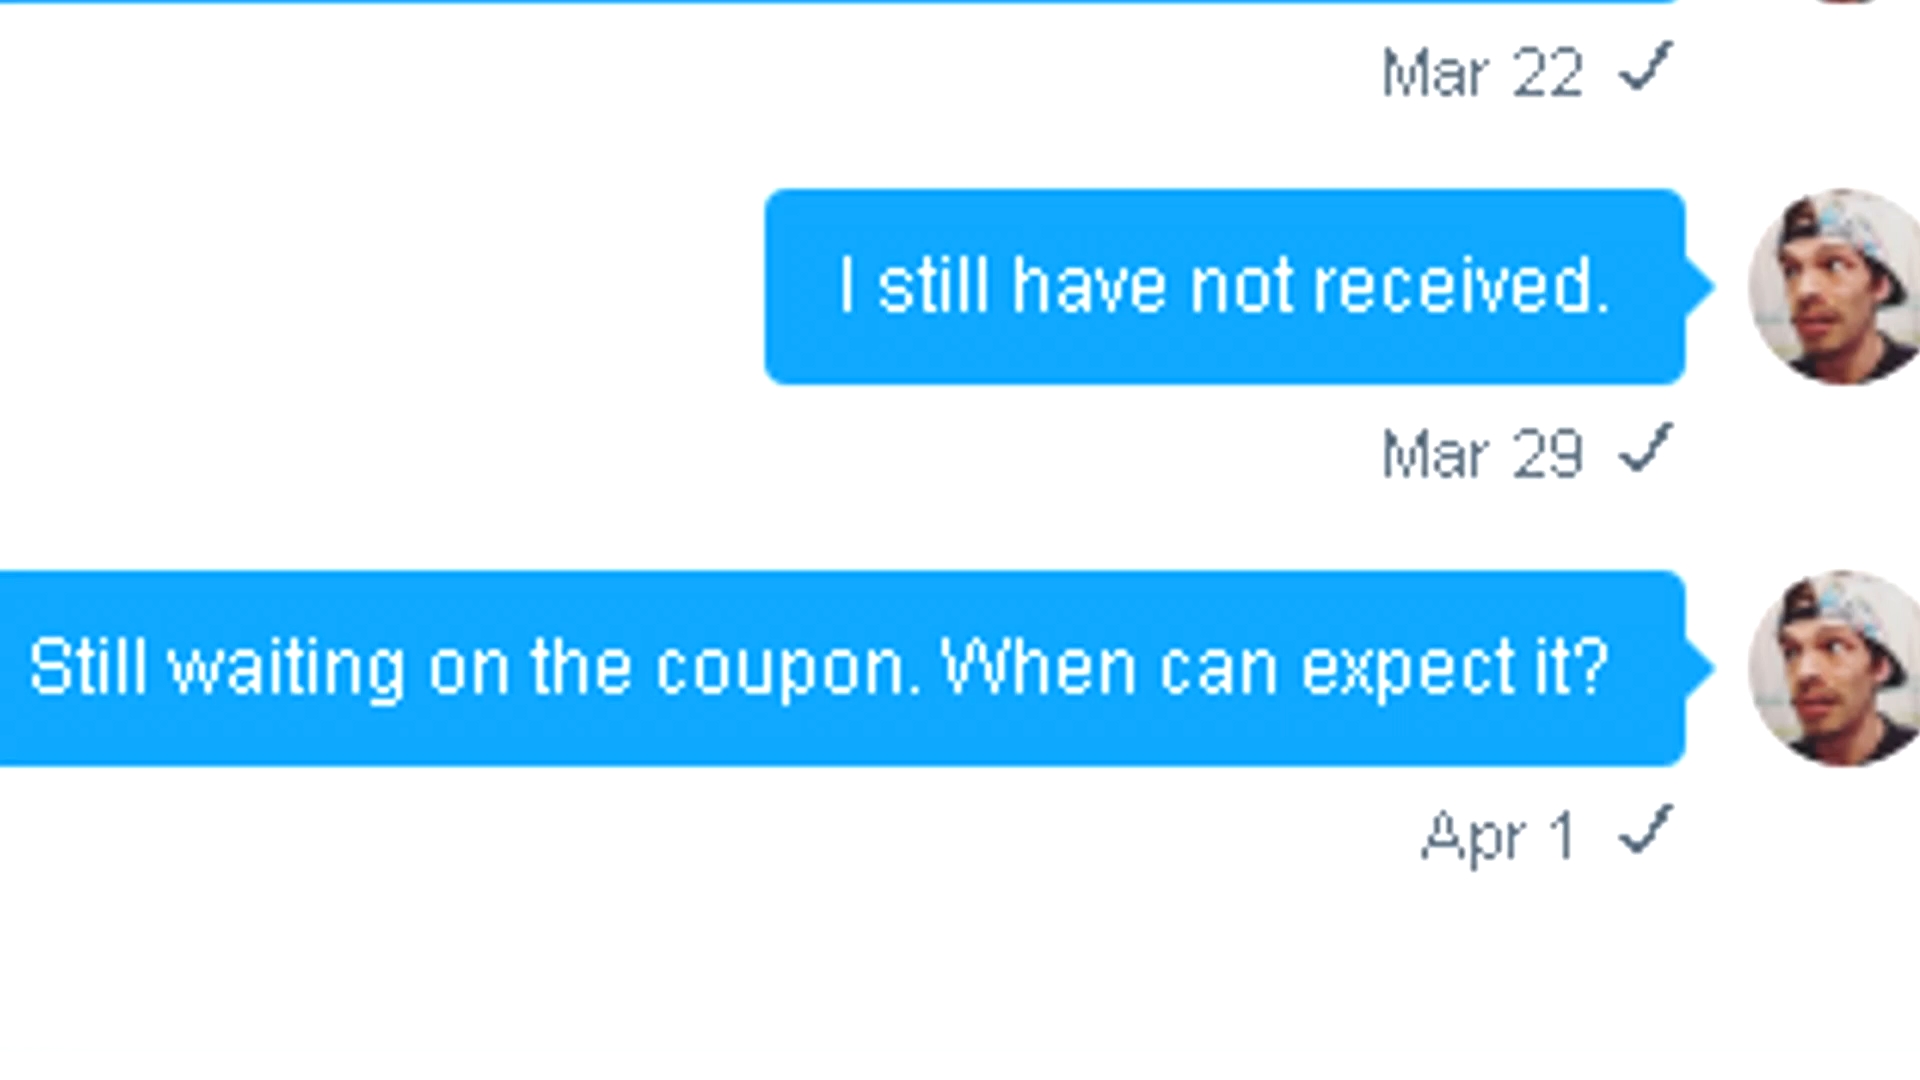 Mar 22 ✓
I still have not received.
Mar 29 ✓
Still waiting on the coupon. When can expect it?
Apr 1 ✓